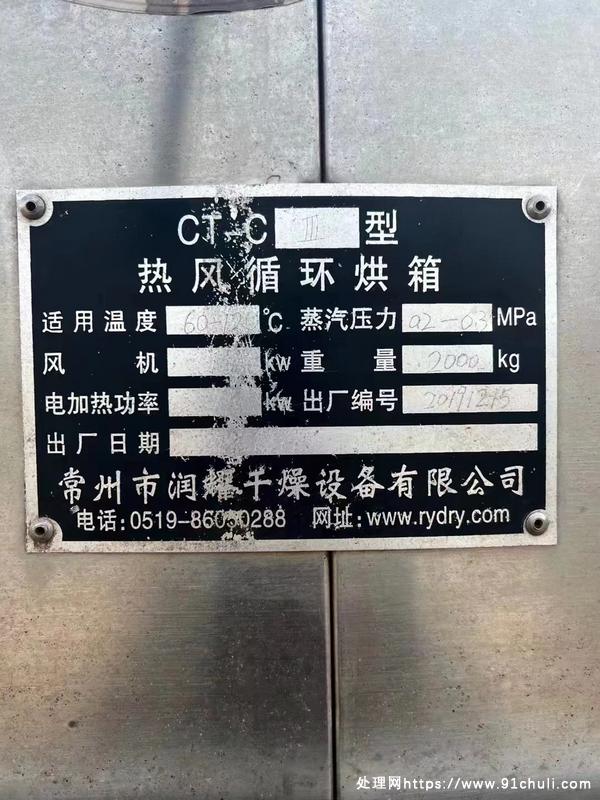 CT-C III 型
热风循环烘箱
适用温度 60-12 ℃ 蒸汽压力 0.2-0.3 MPa
风机 kw 重量 2000 kg
电加热功率 kw 出厂编号 20191215
出厂日期
常州市润耀干燥设备有限公司
电话:0519-86050288 网址:www.rydry.com
处理网https://www.91chuli.com